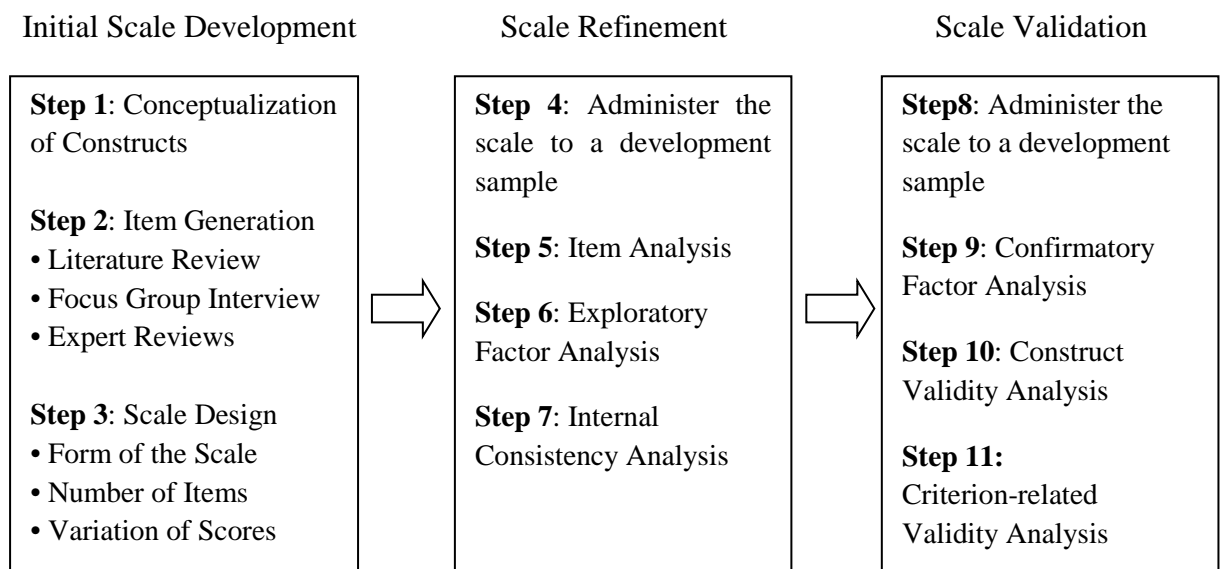 Initial Scale Development
Step 1: Conceptualization
of Constructs
Step 2: Item Generation
• Literature Review
• Focus Group Interview
• Expert Reviews
Step 3: Scale Design
• Form of the Scale
• Number of Items
• Variation of Scores
Scale Refinement
Step 4: Administer the
scale to a development
sample
Step 5: Item Analysis
Step 6: Exploratory
Factor Analysis
Step 7: Internal
Consistency Analysis
Scale Validation
Step8: Administer the
scale to a development
sample
Step 9: Confirmatory
Factor Analysis
Step 10: Construct
Validity Analysis
Step 11:
Criterion-related
Validity Analysis